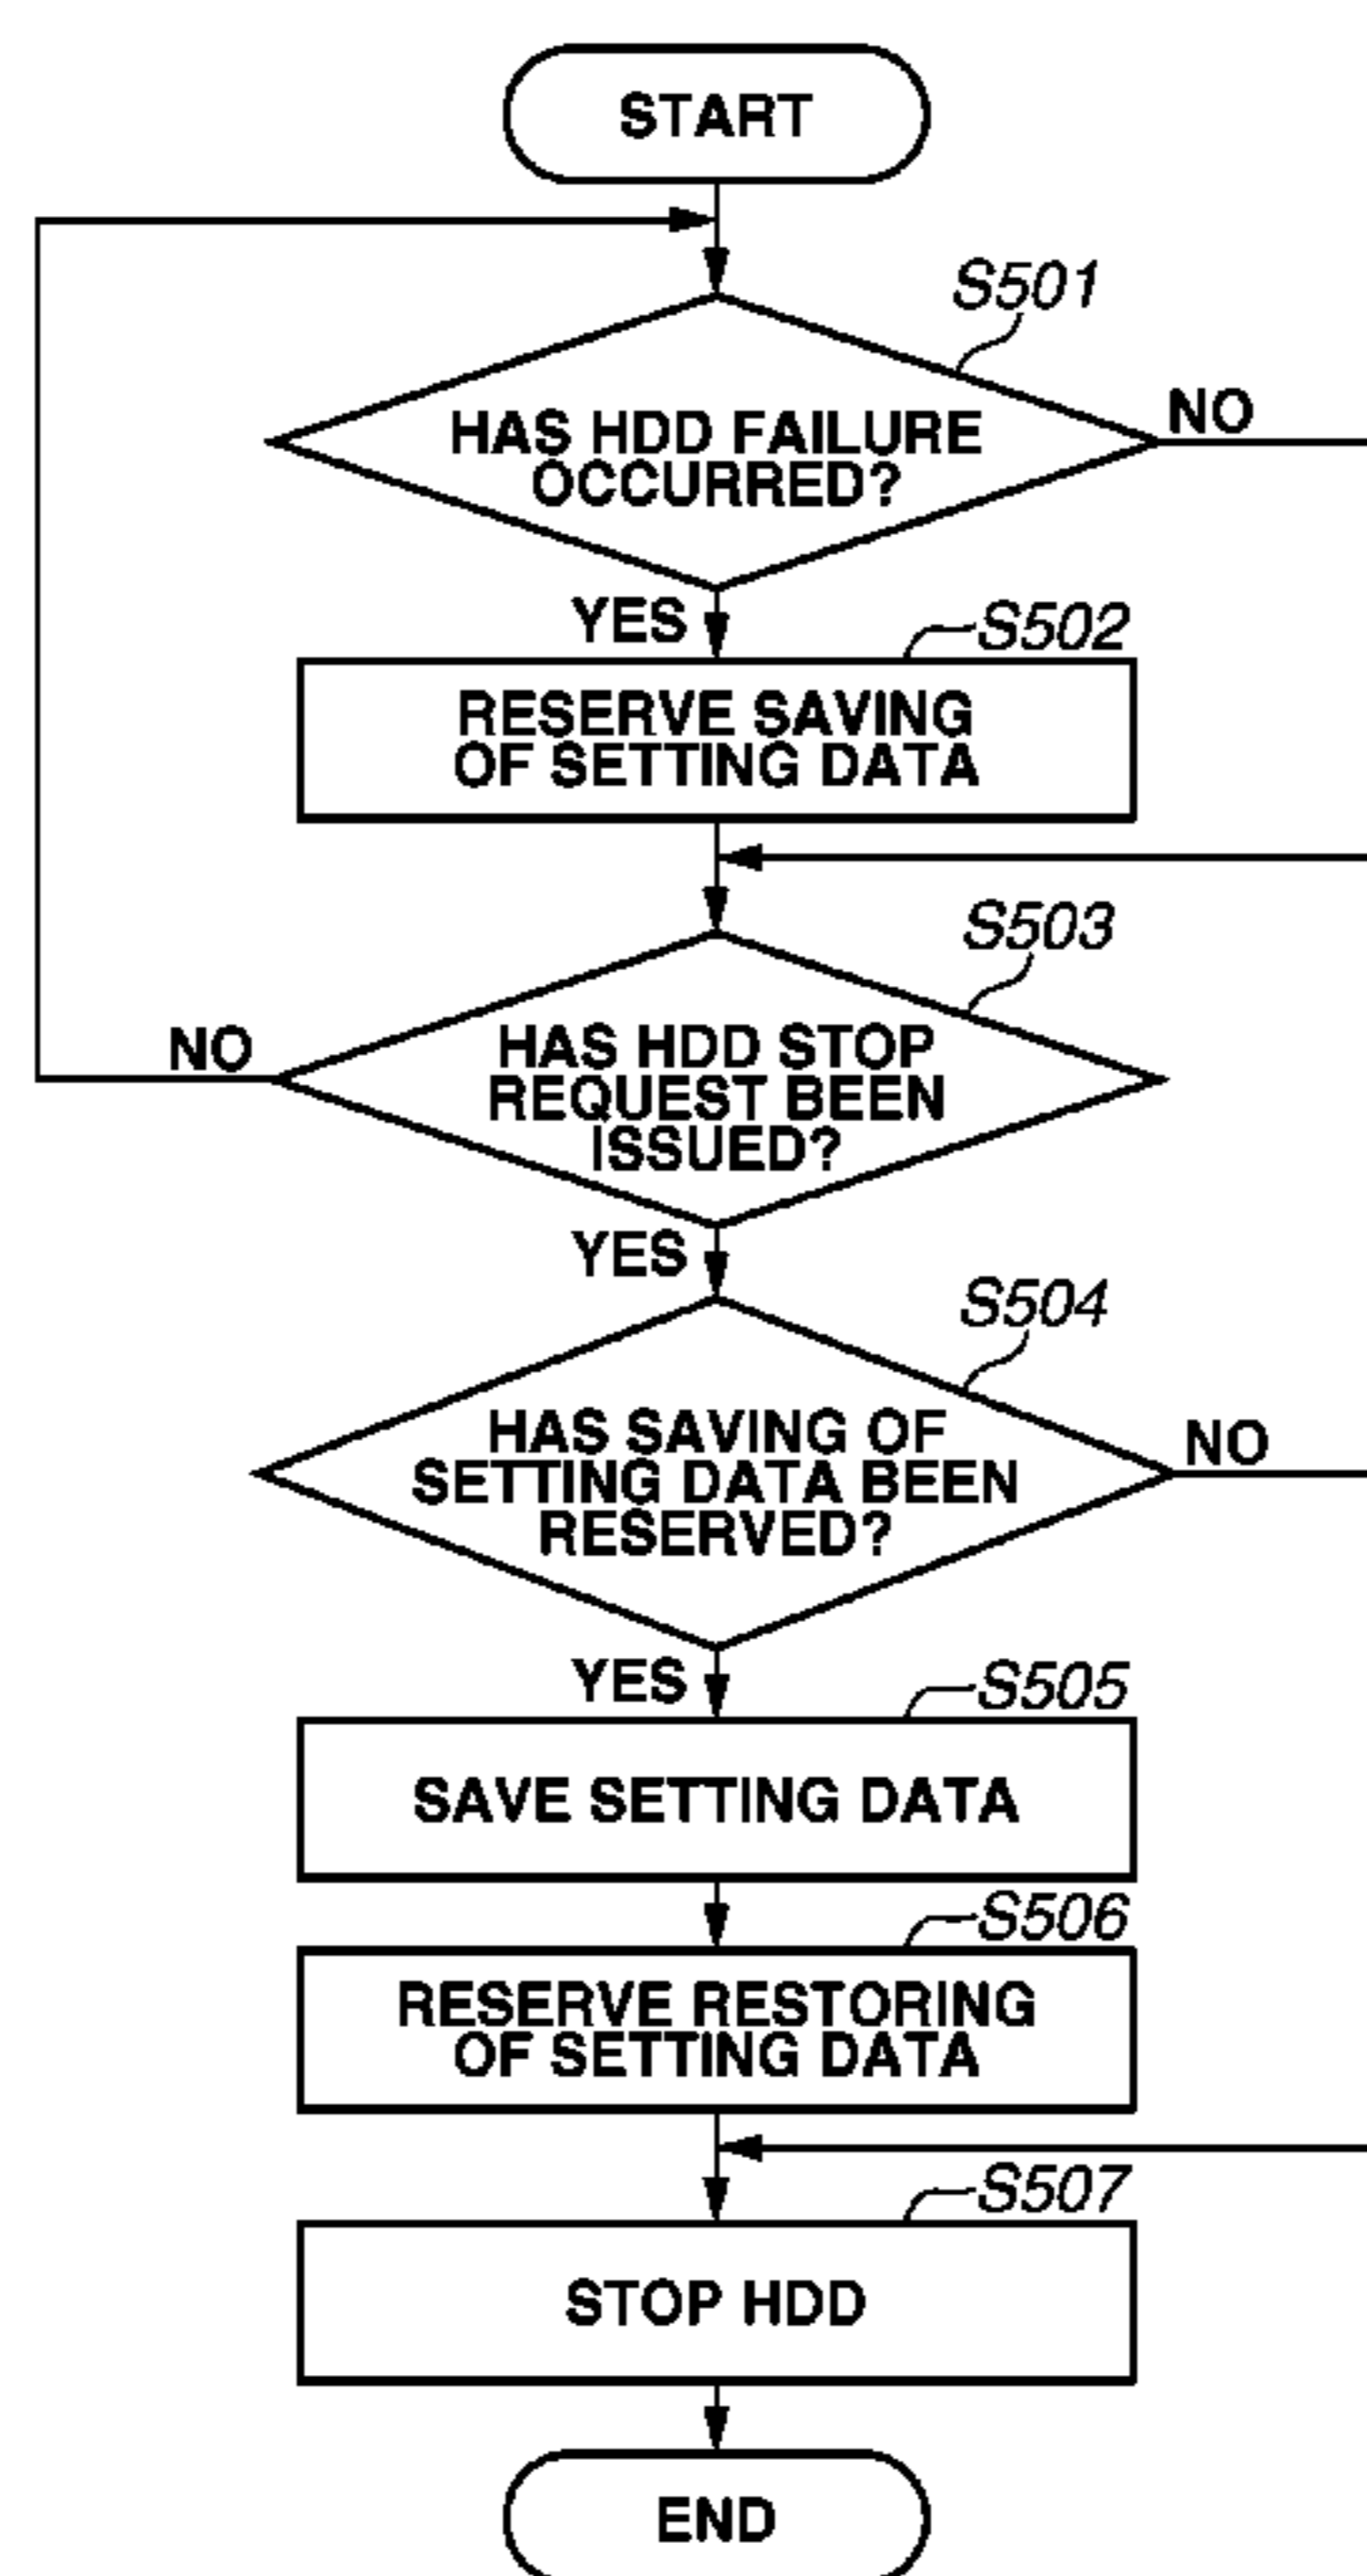 START
S501
HAS HDD FAILURE
OCCURRED?
NO
YES
S502
RESERVE SAVING
OF SETTING DATA
S503
HAS HDD STOP
REQUEST BEEN
ISSUED?
NO
YES
S504
HAS SAVING OF
SETTING DATA BEEN
RESERVED?
NO
YES
S505
SAVE SETTING DATA
S506
RESERVE RESTORING
OF SETTING DATA
S507
STOP HDD
END